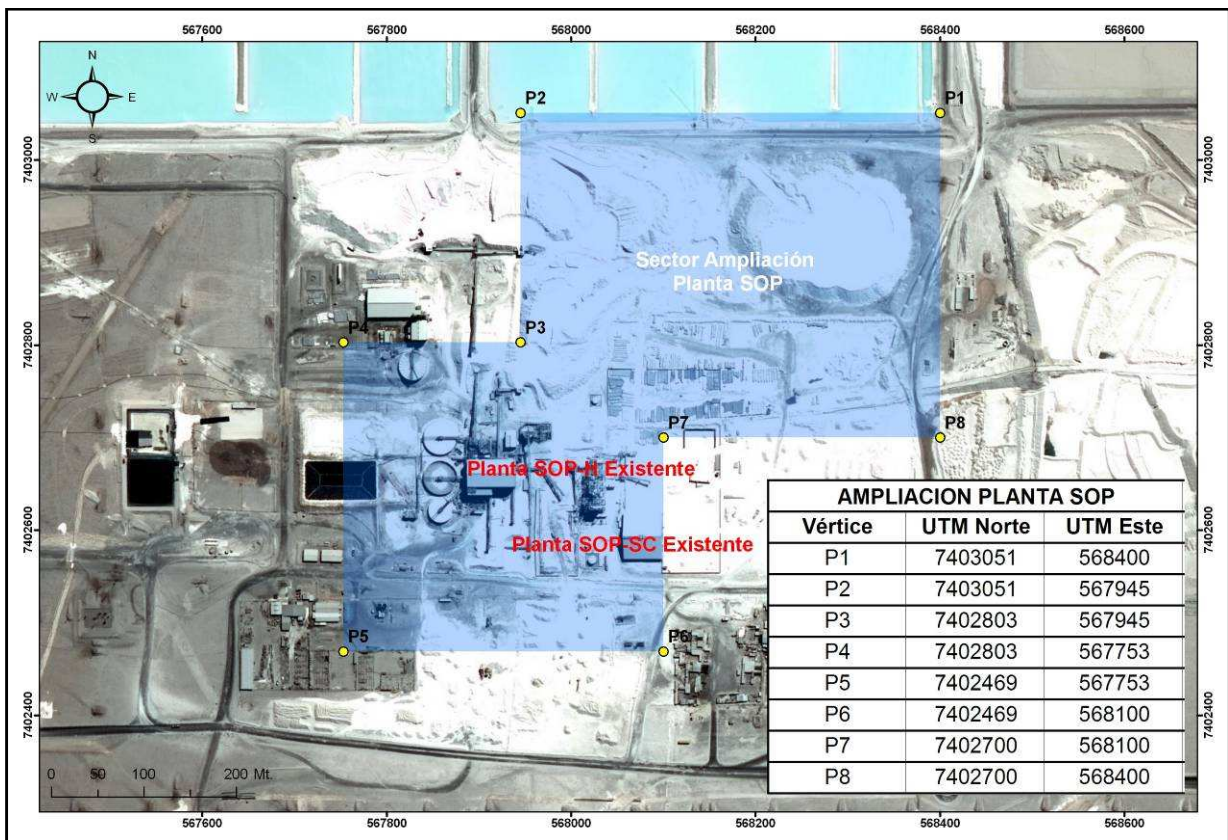 567600 567800 568000 568200 568400 568600
N
W E
S
P2 P1
7403000 7403000
Sector Ampliación
Planta SOP
P4 P3
7402800 7402800
P7 P8
Planta SOP-H Existente
Planta SOP-SC Existente
7402600 7402600
P5 P6
7402400 7402400
0 50 100 200 Mt.
AMPLIACION PLANTA SOP
Vértice UTM Norte UTM Este
P1 7403051 568400
P2 7403051 567945
P3 7402803 567945
P4 7402803 567753
P5 7402469 567753
P6 7402469 568100
P7 7402700 568100
P8 7402700 568400
567600 567800 568000 568200 568400 568600